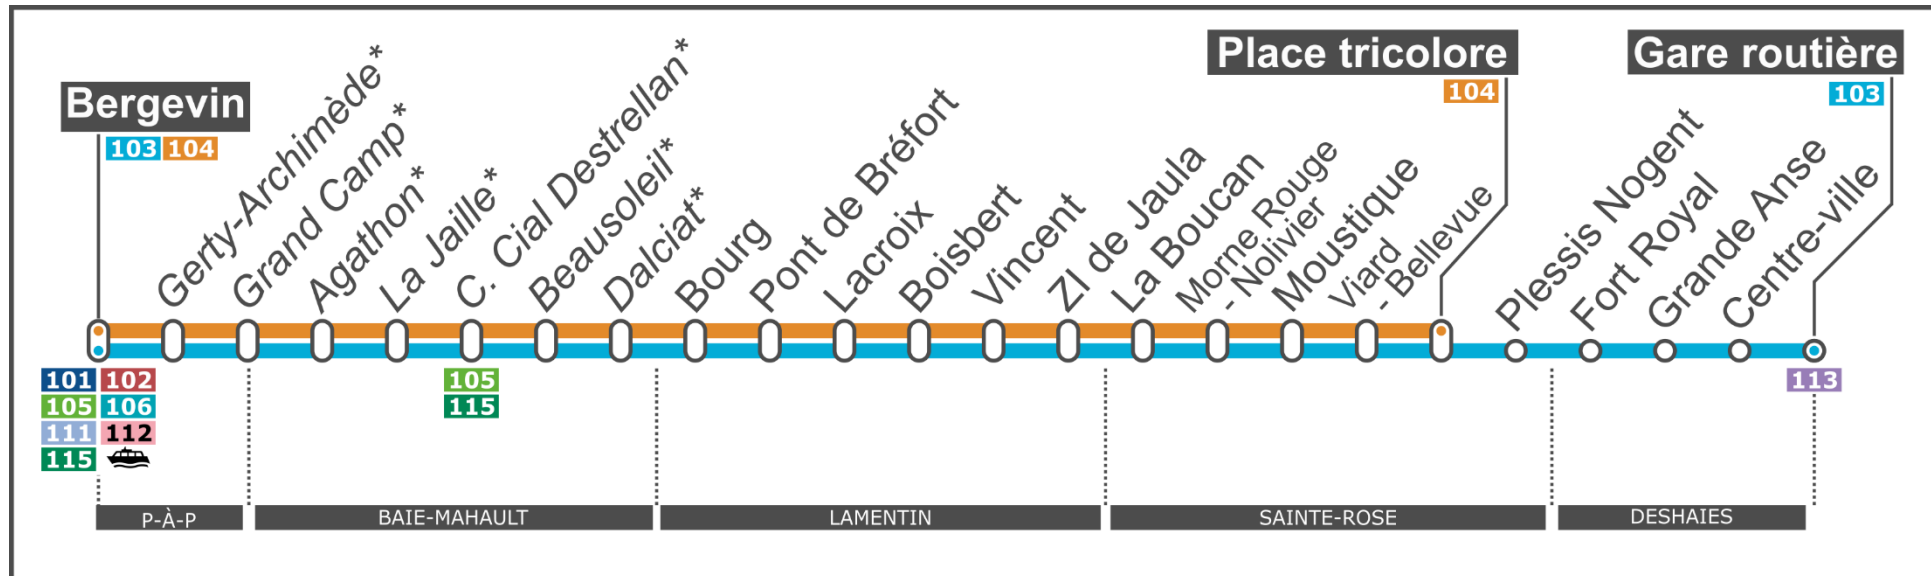 Bergevin
103 104
Gerty-Archimède*
Grand Camp*
Agathon*
La Jaille*
C. Cial Destrellan*
Beausoleil*
Dalciat*
Bourg
Pont de Bréfort
Lacroix
Boisbert
Vincent
ZI de Jaula
La Boucan
Morne Rouge
- Nolivier
Moustique
Viard
- Bellevue
Place tricolore
104
Plessis Nogent
Fort Royal
Grande Anse
Centre-ville
Gare routière
103
101 102
105 106
111 112
115
105
115
113
P-À-P
BAIE-MAHAULT
LAMENTIN
SAINTE-ROSE
DESHAIES